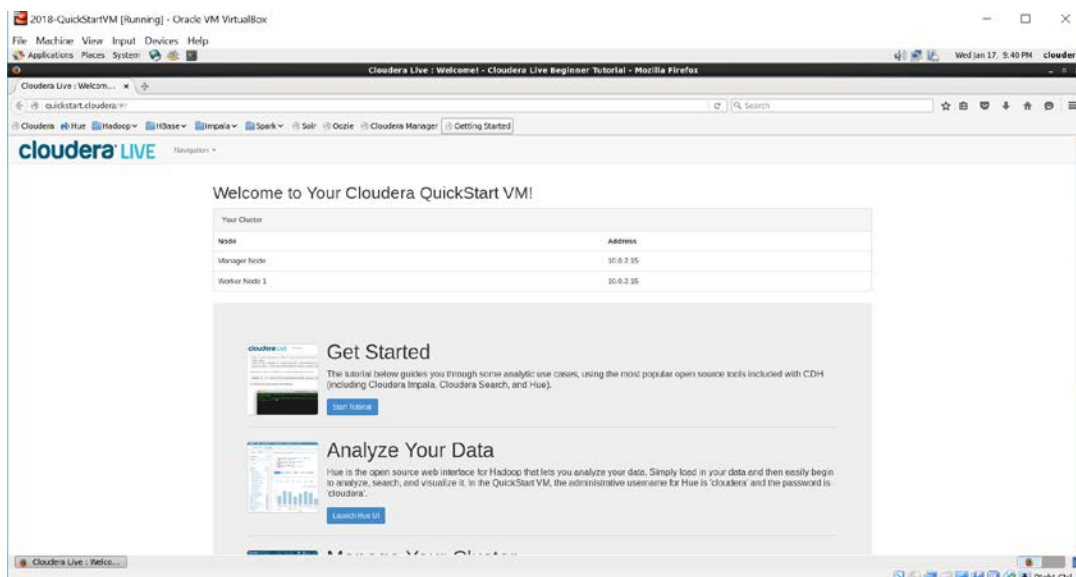 2018-QuickStartVM [Running] - Oracle VM VirtualBox
File Machine View Input Devices Help
Applications Places System Wed Jan 17, 9:40 PM clouder
Cloudera Live : Welcome! - Cloudera Live Beginner Tutorial - Mozilla Firefox
Cloudera Live : Welcom...
quickstart.cloudera/#/ Search
Cloudera Hue Hadoop HBase Impala Spark Solr Oozie Cloudera Manager Getting Started
cloudera LIVE Navigation
Welcome to Your Cloudera QuickStart VM!
Your Cluster
Node Address
Manager Node 10.0.2.15
Worker Node 1 10.0.2.15
Get Started
The tutorial below guides you through some analytic use cases, using the most popular open source tools included with CDH
(including Cloudera Impala, Cloudera Search, and Hue).
Start Tutorial
Analyze Your Data
Hue is the open source web interface for Hadoop that lets you analyze your data. Simply load in your data and then easily begin
to analyze, search, and visualize it. In the QuickStart VM, the administrative username for Hue is 'cloudera' and the password is
'cloudera'.
Launch Hue UI
Manage Your Cluster
Cloudera Live : Welco...
Right Ctrl